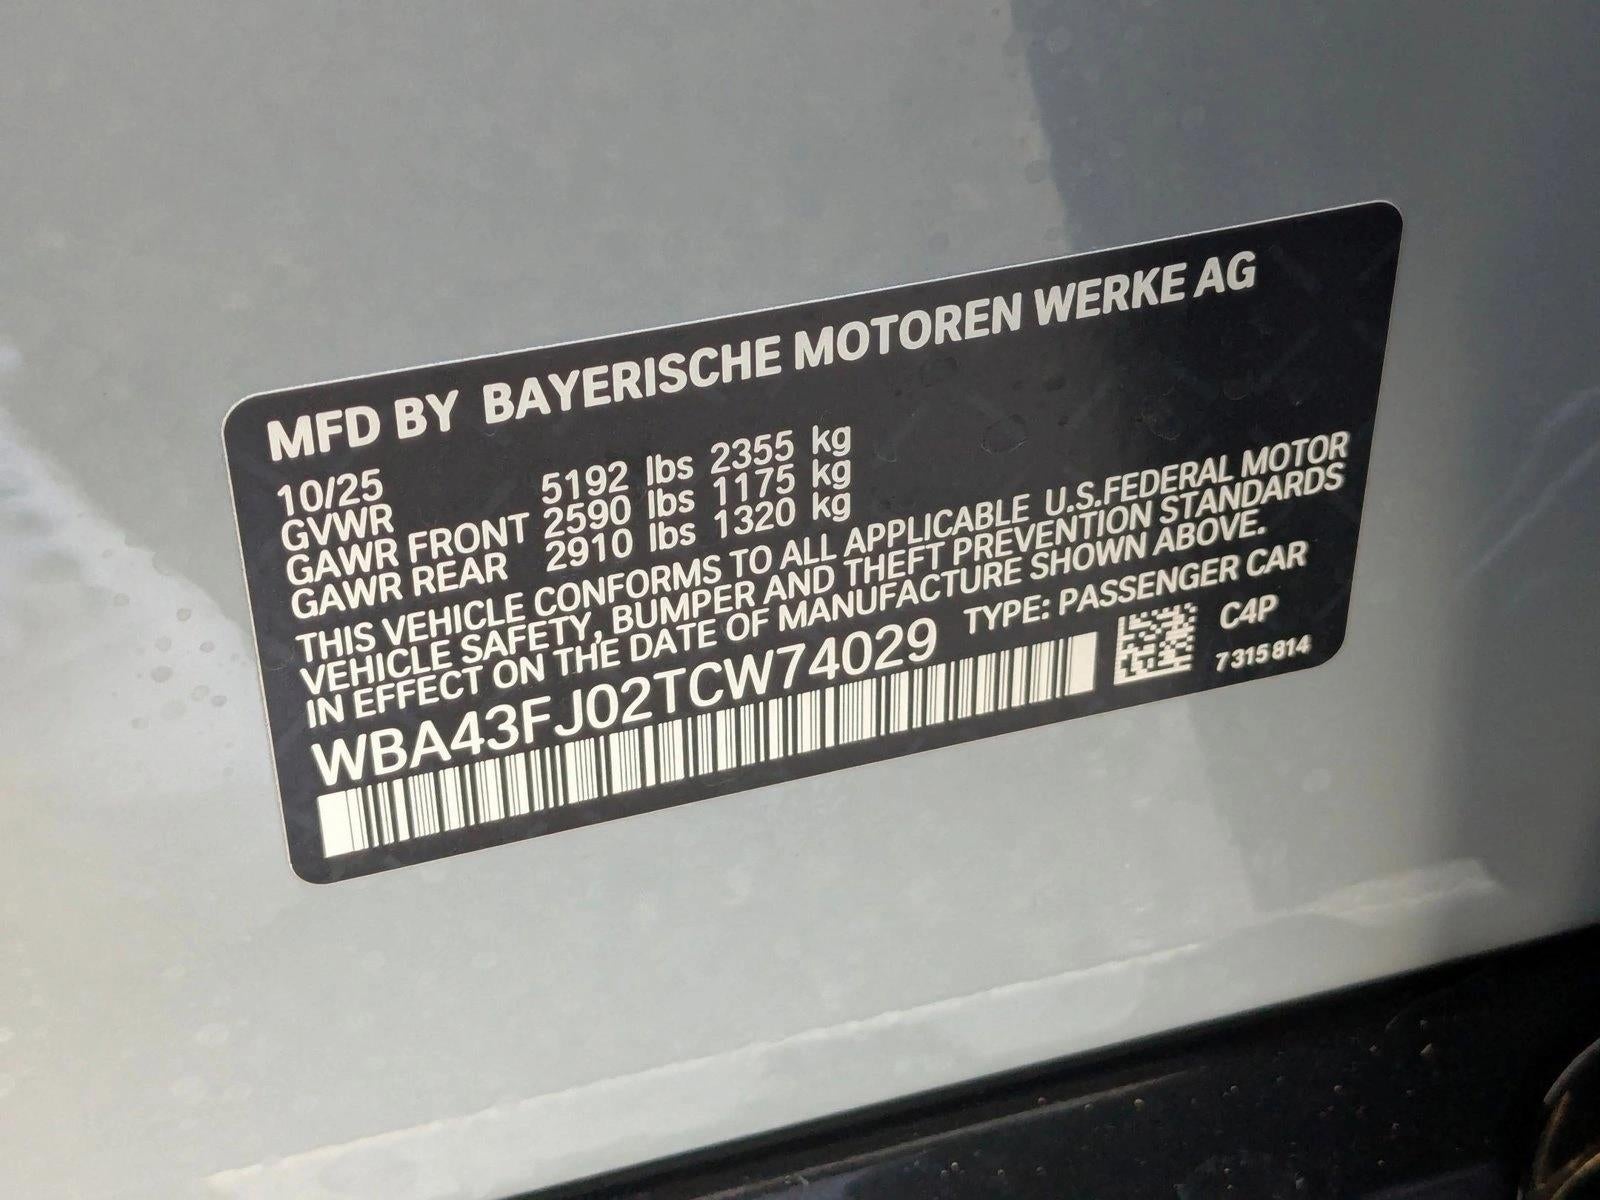 MFD BY BAYERISCHE MOTOREN WERKE AG
10/25
GVWR 5192 lbs 2355 kg
GAWR FRONT 2590 lbs 1175 kg
GAWR REAR 2910 lbs 1320 kg
THIS VEHICLE CONFORMS TO ALL APPLICABLE U.S.FEDERAL MOTOR
VEHICLE SAFETY, BUMPER AND THEFT PREVENTION STANDARDS
IN EFFECT ON THE DATE OF MANUFACTURE SHOWN ABOVE.
WBA43FJ02TCW74029 TYPE: PASSENGER CAR
C4P
7 315 814